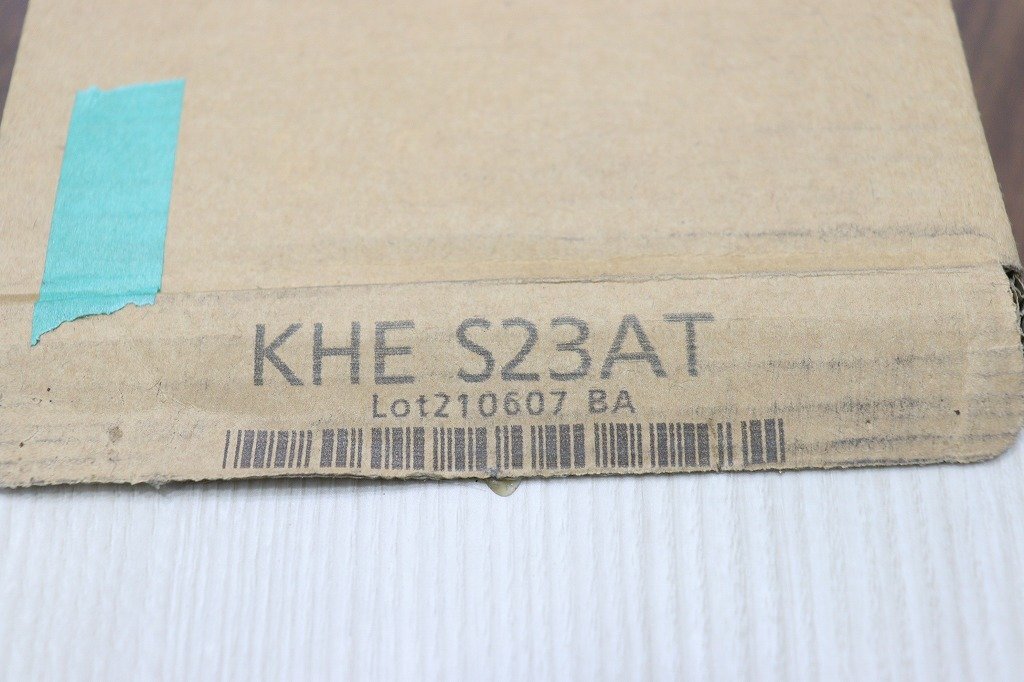 KHE S23AT
Lot210607 BA